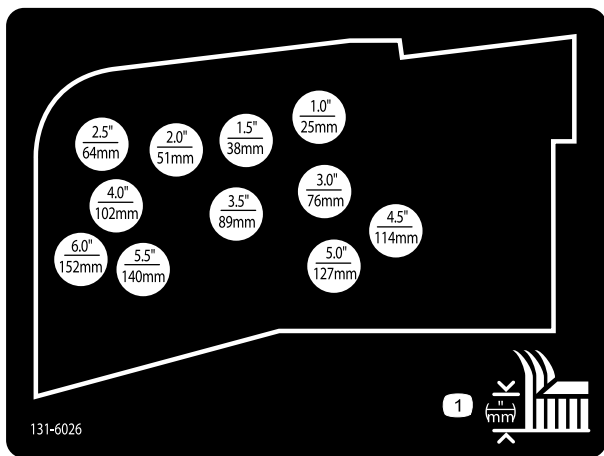 1.0"
25mm
1.5"
38mm
2.5"
64mm
2.0"
51mm
3.0"
76mm
4.0"
102mm
3.5"
89mm
4.5"
114mm
6.0"
152mm
5.5"
140mm
5.0"
127mm
1
"
(mm)
131-6026